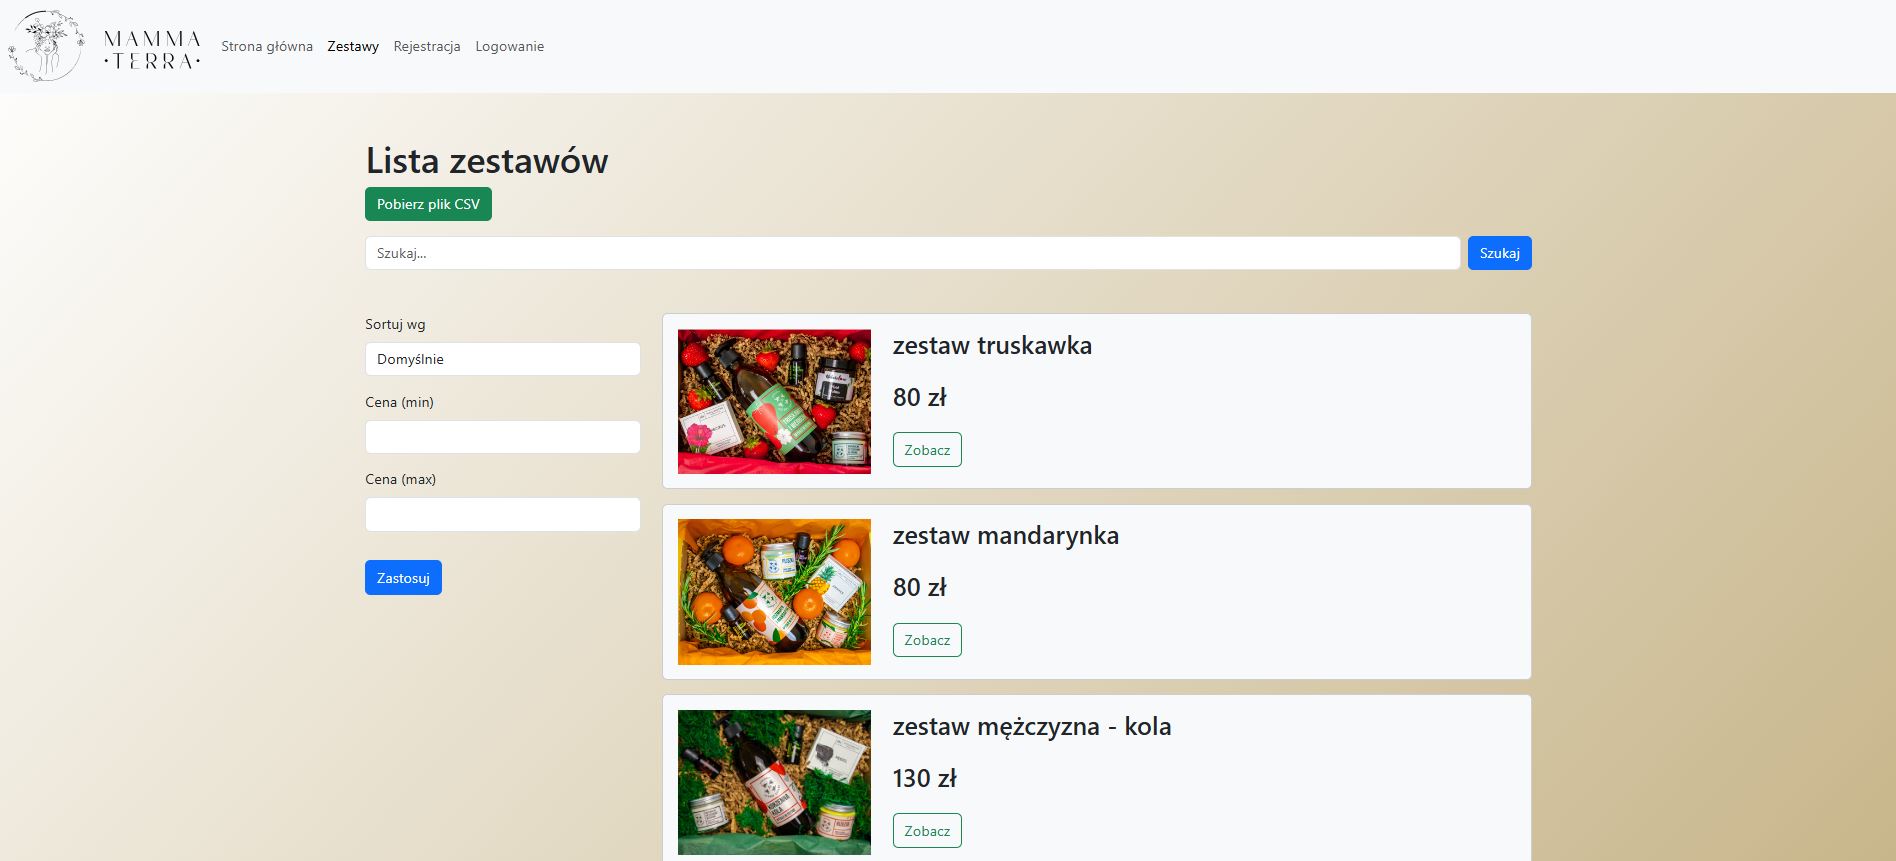 MAMMA
•TERRA•
Strona główna Zestawy Rejestracja Logowanie
Lista zestawów
Pobierz plik CSV
Szukaj... Szukaj
Sortuj wg
Domyślnie
Cena (min)
Cena (max)
Zastosuj
zestaw truskawka
80 zł
Zobacz
zestaw mandarynka
80 zł
Zobacz
zestaw mężczyzna - kola
130 zł
Zobacz